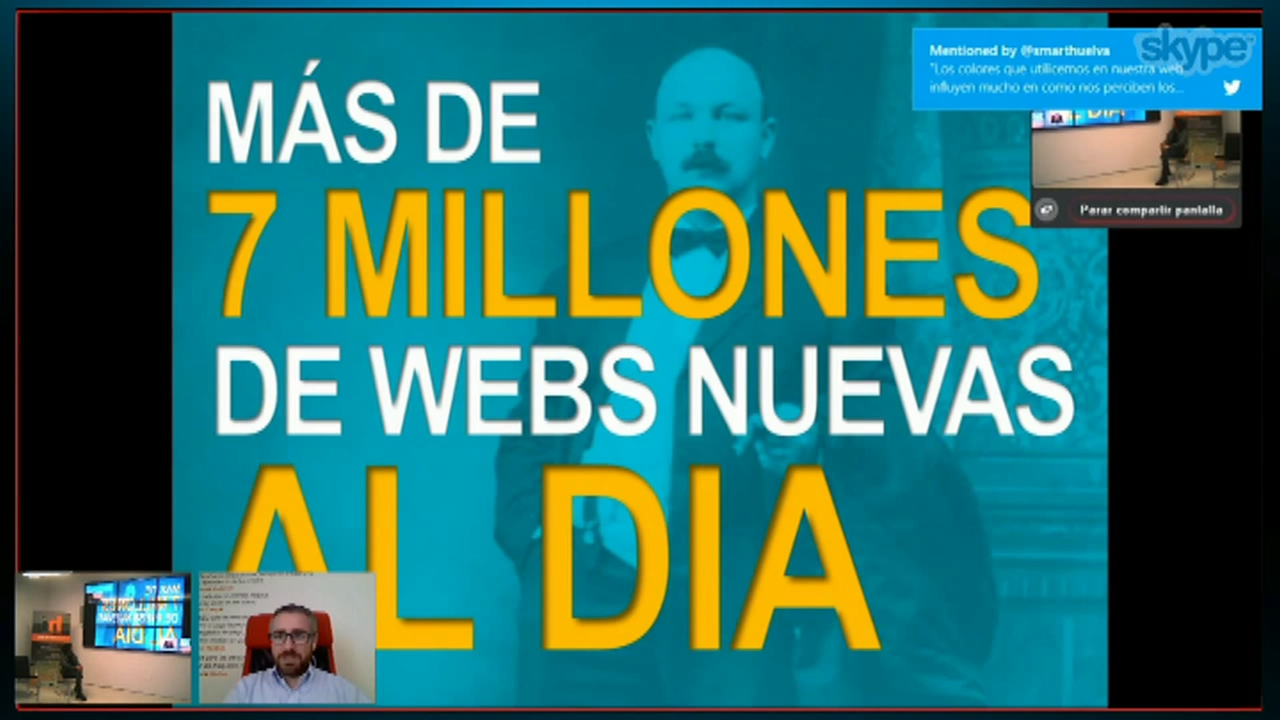 MÁS DE
7 MILLONES
DE WEBS NUEVAS
AL DIA
Mentioned by @smarthuelva
"Los colores que utilicemos en nuestra web
influyen mucho en como nos perciben los...
skype
Parar compartir pantalla